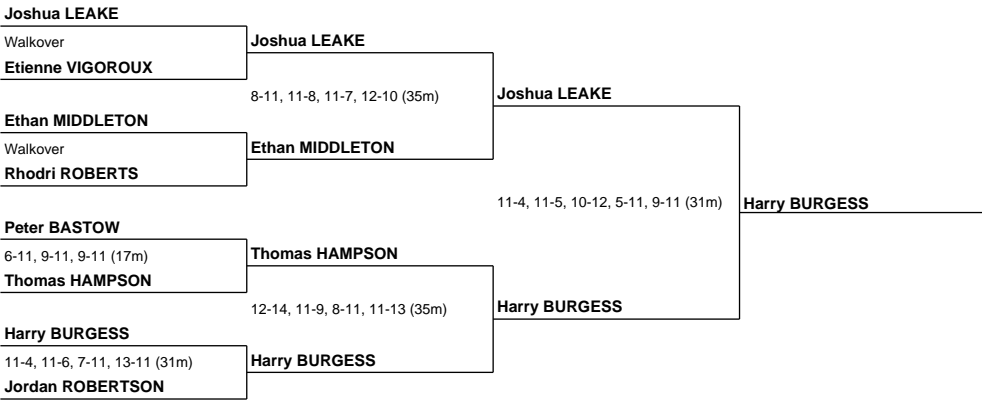 Joshua LEAKE
Walkover
Etienne VIGOROUX
Ethan MIDDLETON
Walkover
Rhodri ROBERTS
Peter BASTOW
6-11, 9-11, 9-11 (17m)
Thomas HAMPSON
Harry BURGESS
11-4, 11-6, 7-11, 13-11 (31m)
Jordan ROBERTSON
Joshua LEAKE
8-11, 11-8, 11-7, 12-10 (35m)
Ethan MIDDLETON
Thomas HAMPSON
12-14, 11-9, 8-11, 11-13 (35m)
Harry BURGESS
Joshua LEAKE
11-4, 11-5, 10-12, 5-11, 9-11 (31m)
Harry BURGESS
Harry BURGESS